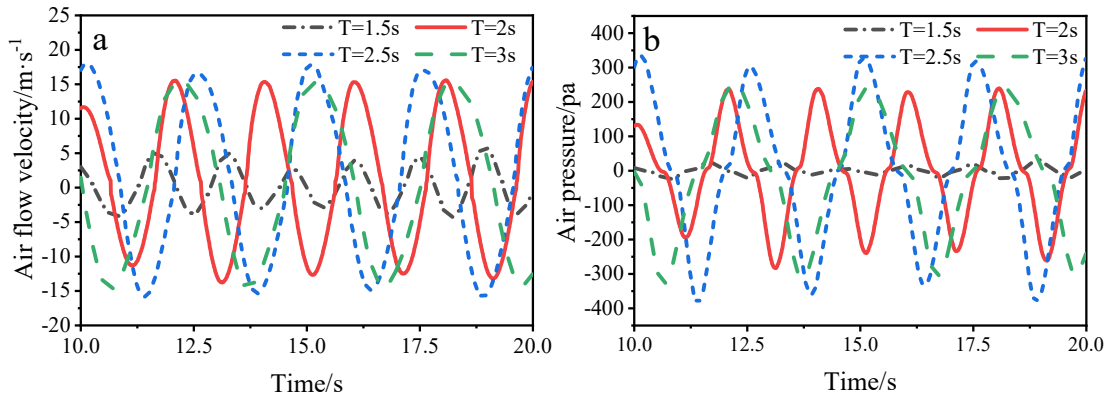 a
T=1.5s
T=2s
T=2.5s
T=3s
Air flow velocity/m·s⁻¹
25
20
15
10
5
0
-5
-10
-15
-20
10.0 12.5 15.0 17.5 20.0
Time/s
b
T=1.5s
T=2s
T=2.5s
T=3s
Air pressure/pa
400
300
200
100
0
-100
-200
-300
-400
10.0 12.5 15.0 17.5 20.0
Time/s